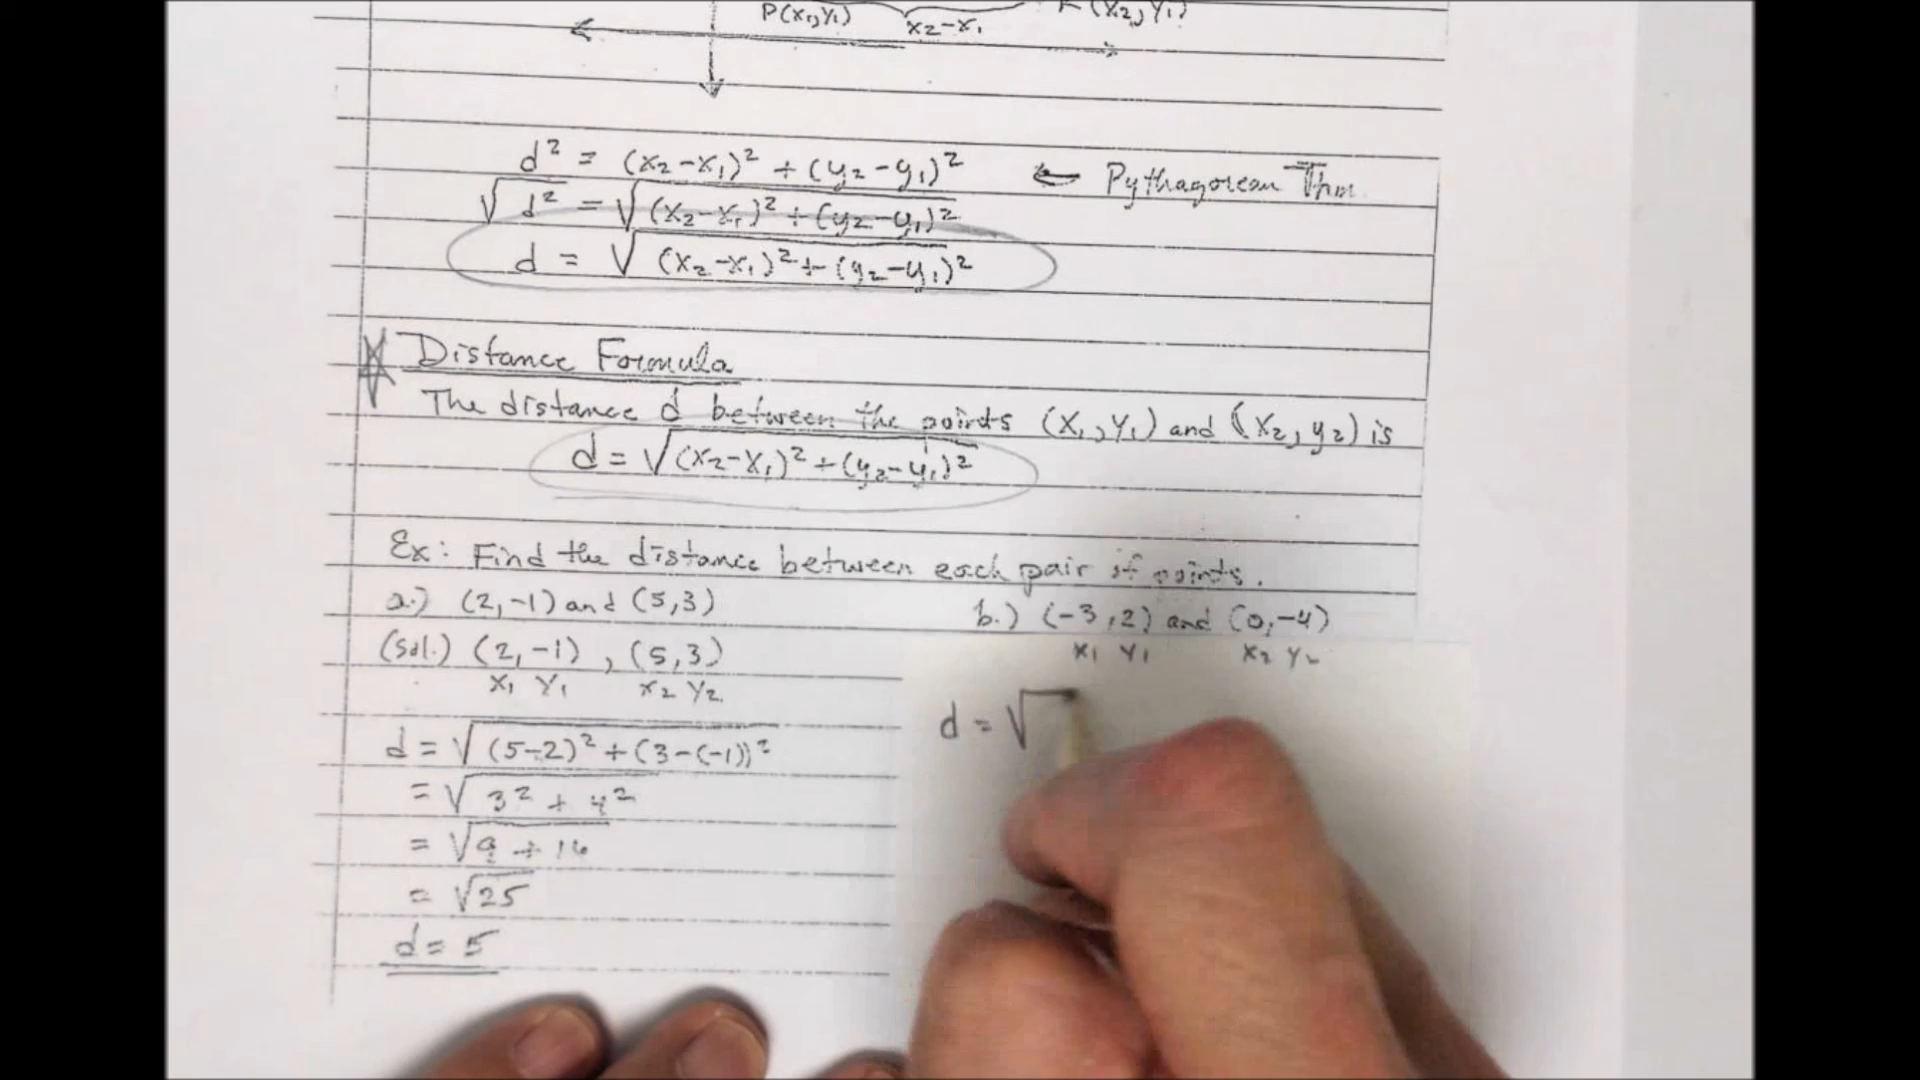 P(x₁,y₁) x₂-x₁ R(x₂,y₁)
d² = (x₂-x₁)² + (y₂-y₁)² ← Pythagorean Thm.
√d² = √(x₂-x₁)² + (y₂-y₁)²
d = √(x₂-x₁)² + (y₂-y₁)²
Distance Formula
The distance d between the points (x₁,y₁) and (x₂,y₂) is
d = √(x₂-x₁)² + (y₂-y₁)²
Ex: Find the distance between each pair of points.
a.) (2,-1) and (5,3)
(Sol.) (2,-1) , (5,3)
x₁ y₁ x₂ y₂
d = √(5-2)² + (3-(-1))²
= √3² + 4²
= √9 + 16
= √25
d = 5
b.) (-3,2) and (0,-4)
x₁ y₁ x₂ y₂
d = √